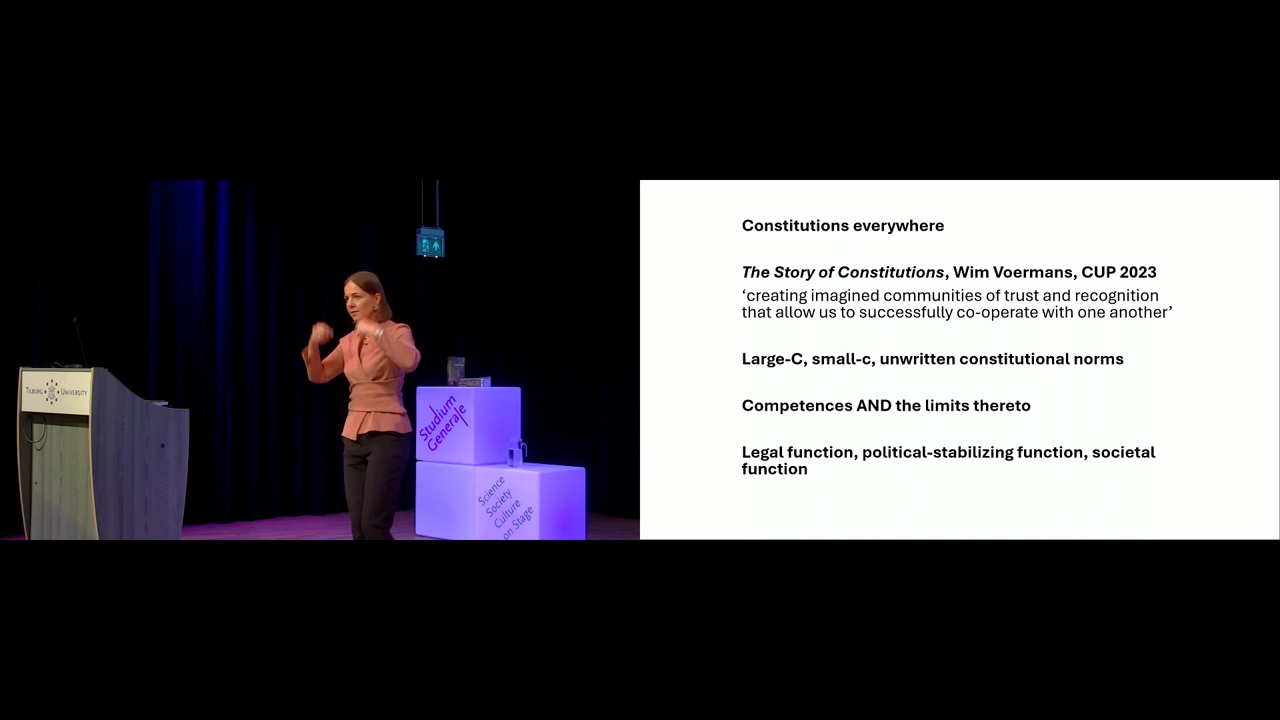 TILBURG UNIVERSITY
Studium
Generale
Science
Society
Culture
on Stage
Constitutions everywhere
The Story of Constitutions, Wim Voermans, CUP 2023
‘creating imagined communities of trust and recognition
that allow us to successfully co-operate with one another’
Large-C, small-c, unwritten constitutional norms
Competences AND the limits thereto
Legal function, political-stabilizing function, societal
function